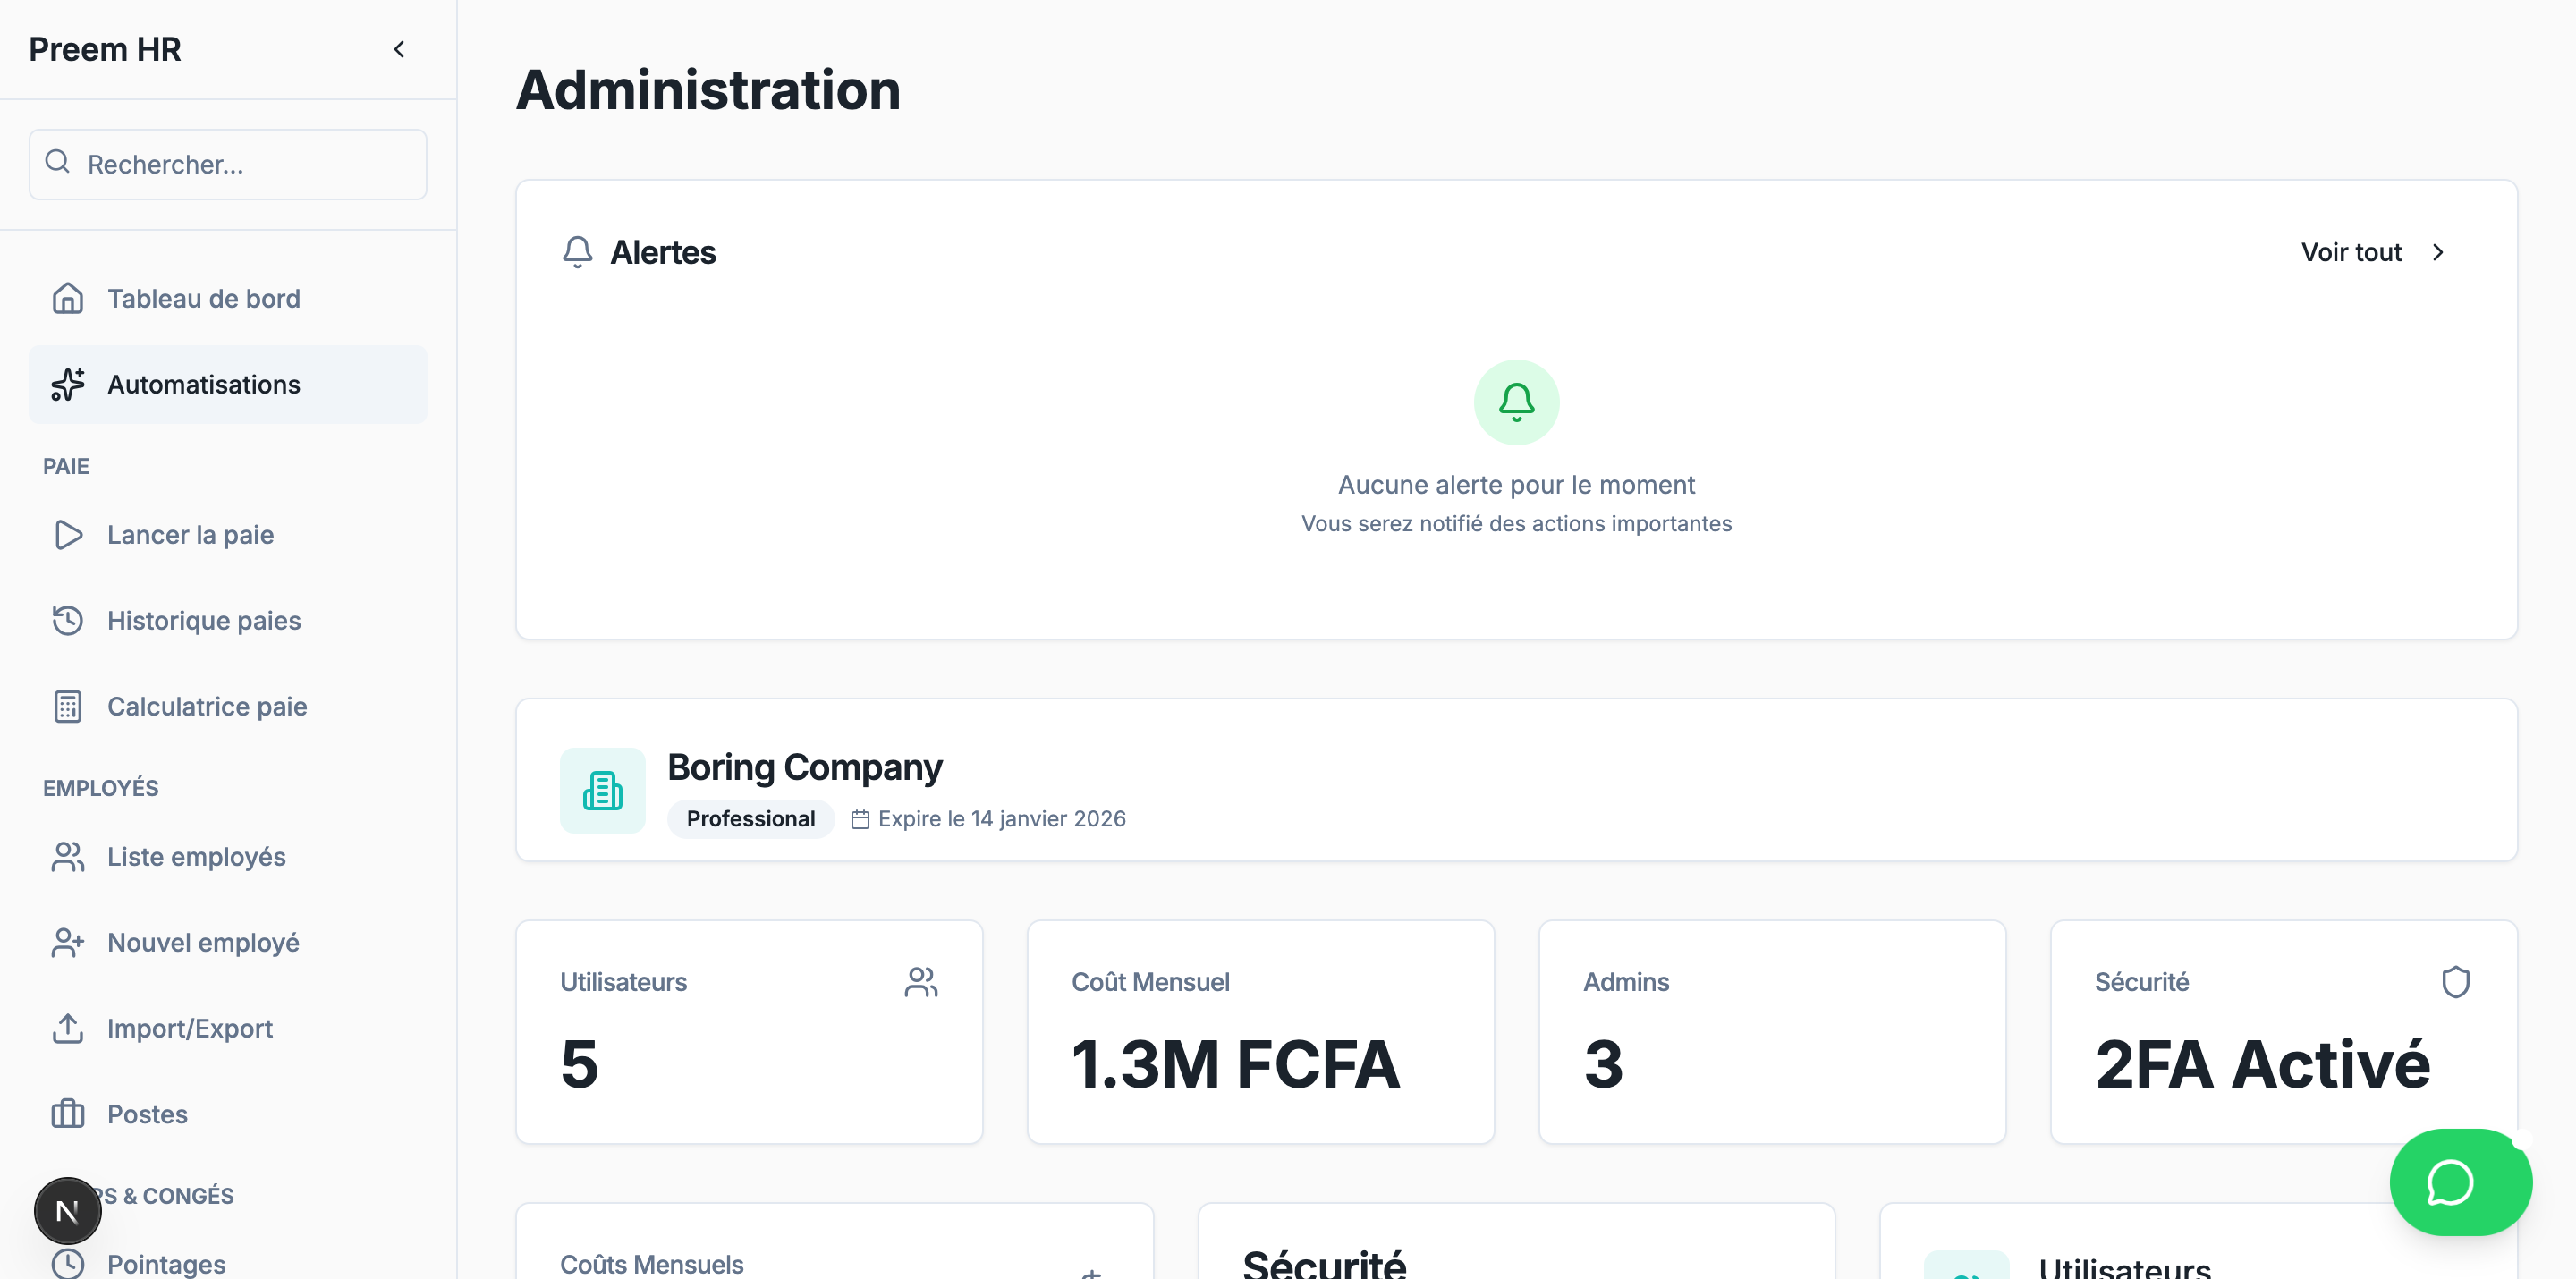 Preem HR
Rechercher...
Tableau de bord
Automatisations
PAIE
Lancer la paie
Historique paies
Calculatrice paie
EMPLOYÉS
Liste employés
Nouvel employé
Import/Export
Postes
PS & CONGÉS
N
Pointages
Administration
Alertes
Voir tout
Aucune alerte pour le moment
Vous serez notifié des actions importantes
Boring Company
Professional
Expire le 14 janvier 2026
Utilisateurs
5
Coût Mensuel
1.3M FCFA
Admins
3
Sécurité
2FA Activé
Coûts Mensuels
Sécurité
Utilisateurs